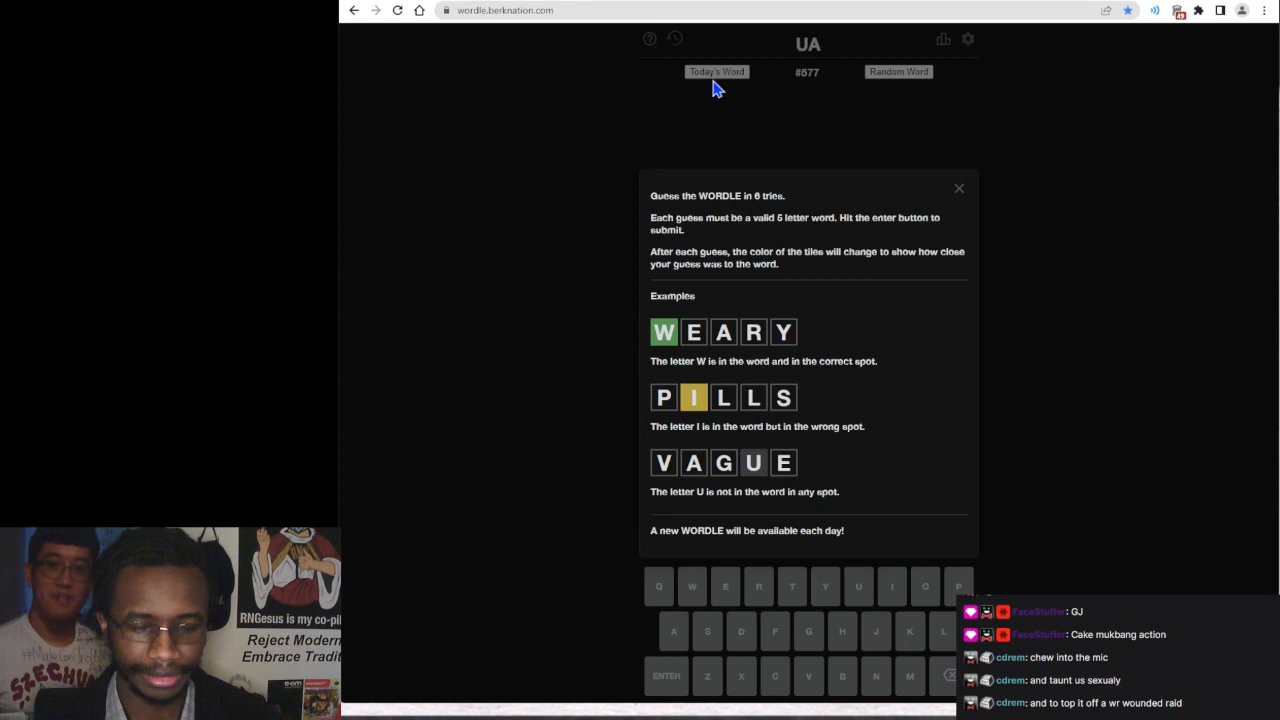 wordle.berknation.com
49
UA
Today's Word
#577
Random Word
Guess the WORDLE in 6 tries.
Each guess must be a valid 5 letter word. Hit the enter button to
submit.
After each guess, the color of the tiles will change to show how close
your guess was to the word.
Examples
W E A R Y
The letter W is in the word and in the correct spot.
P I L L S
The letter I is in the word but in the wrong spot.
V A G U E
The letter U is not in the word in any spot.
A new WORDLE will be available each day!
Q W E R T Y U I O P
A S D F G H J K L
ENTER Z X C V B N M
FaceStuffer: GJ
FaceStuffer: Cake mukbang action
cdrem: chew into the mic
cdrem: and taunt us sexualy
cdrem: and to top it off a wr wounded raid
RNGesus is my co-pil
Reject Modern
Embrace Tradit
SZECHU